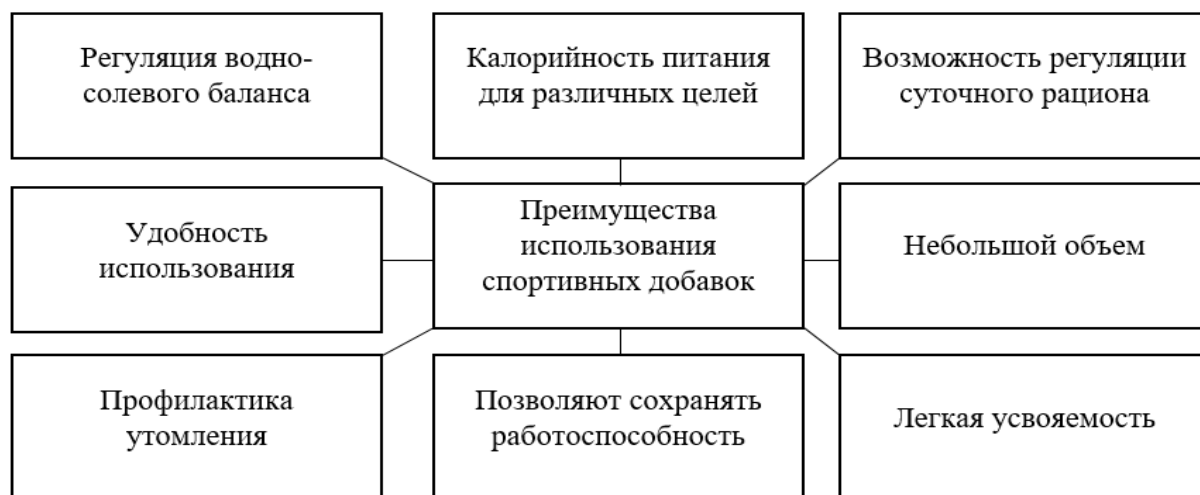 Регуляция водно-
солевого баланса
Калорийность питания
для различных целей
Возможность регуляции
суточного рациона
Удобность
использования
Преимущества
использования
спортивных добавок
Небольшой объем
Профилактика
утомления
Позволяют сохранять
работоспособность
Легкая усвояемость